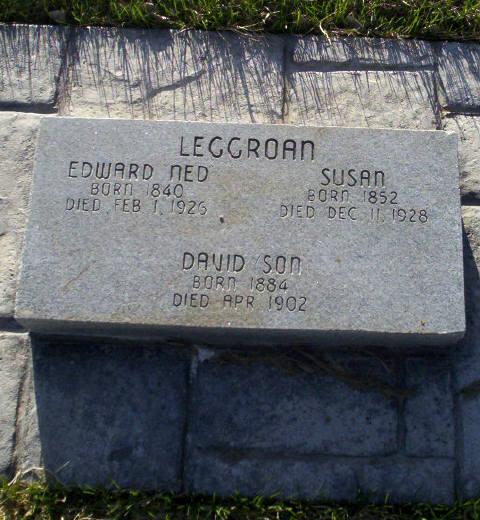 LEGGROAN
EDWARD NED
BORN 1840
DIED FEB 1, 1926
SUSAN
BORN 1852
DIED DEC 11, 1928
DAVID SON
BORN 1884
DIED APR 1902